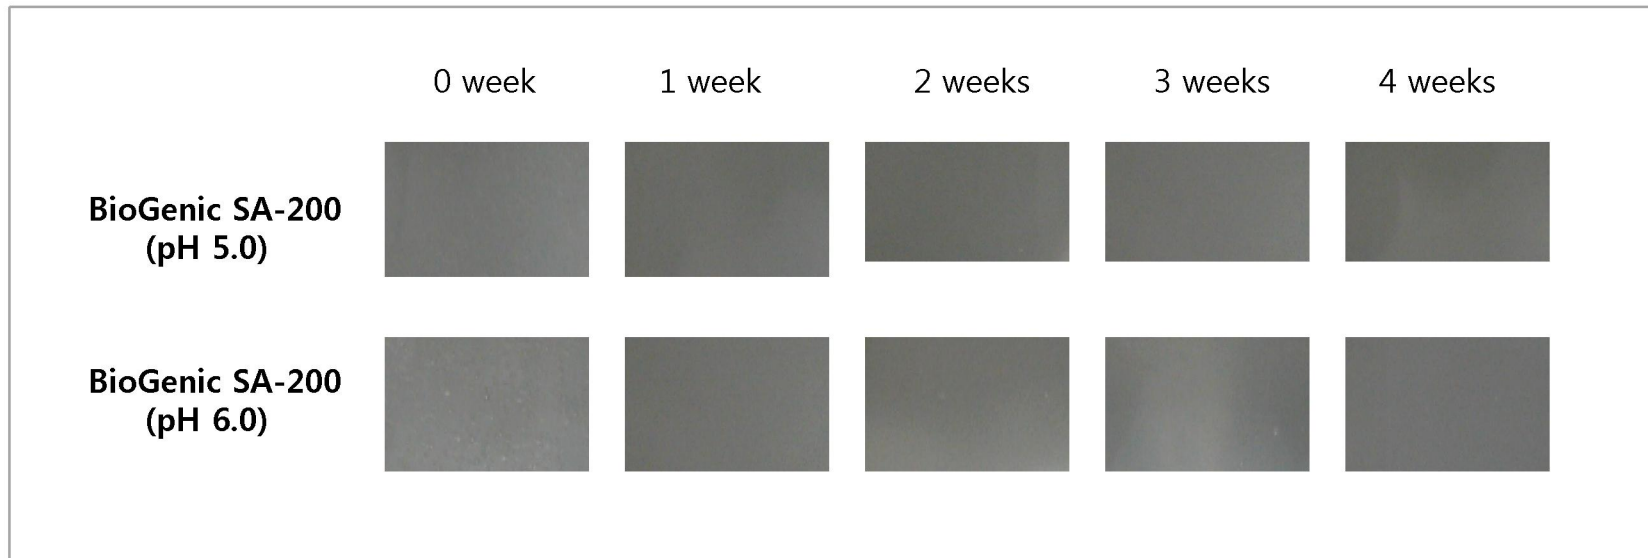 0 week 1 week 2 weeks 3 weeks 4 weeks
BioGenic SA-200
(pH 5.0)
BioGenic SA-200
(pH 6.0)